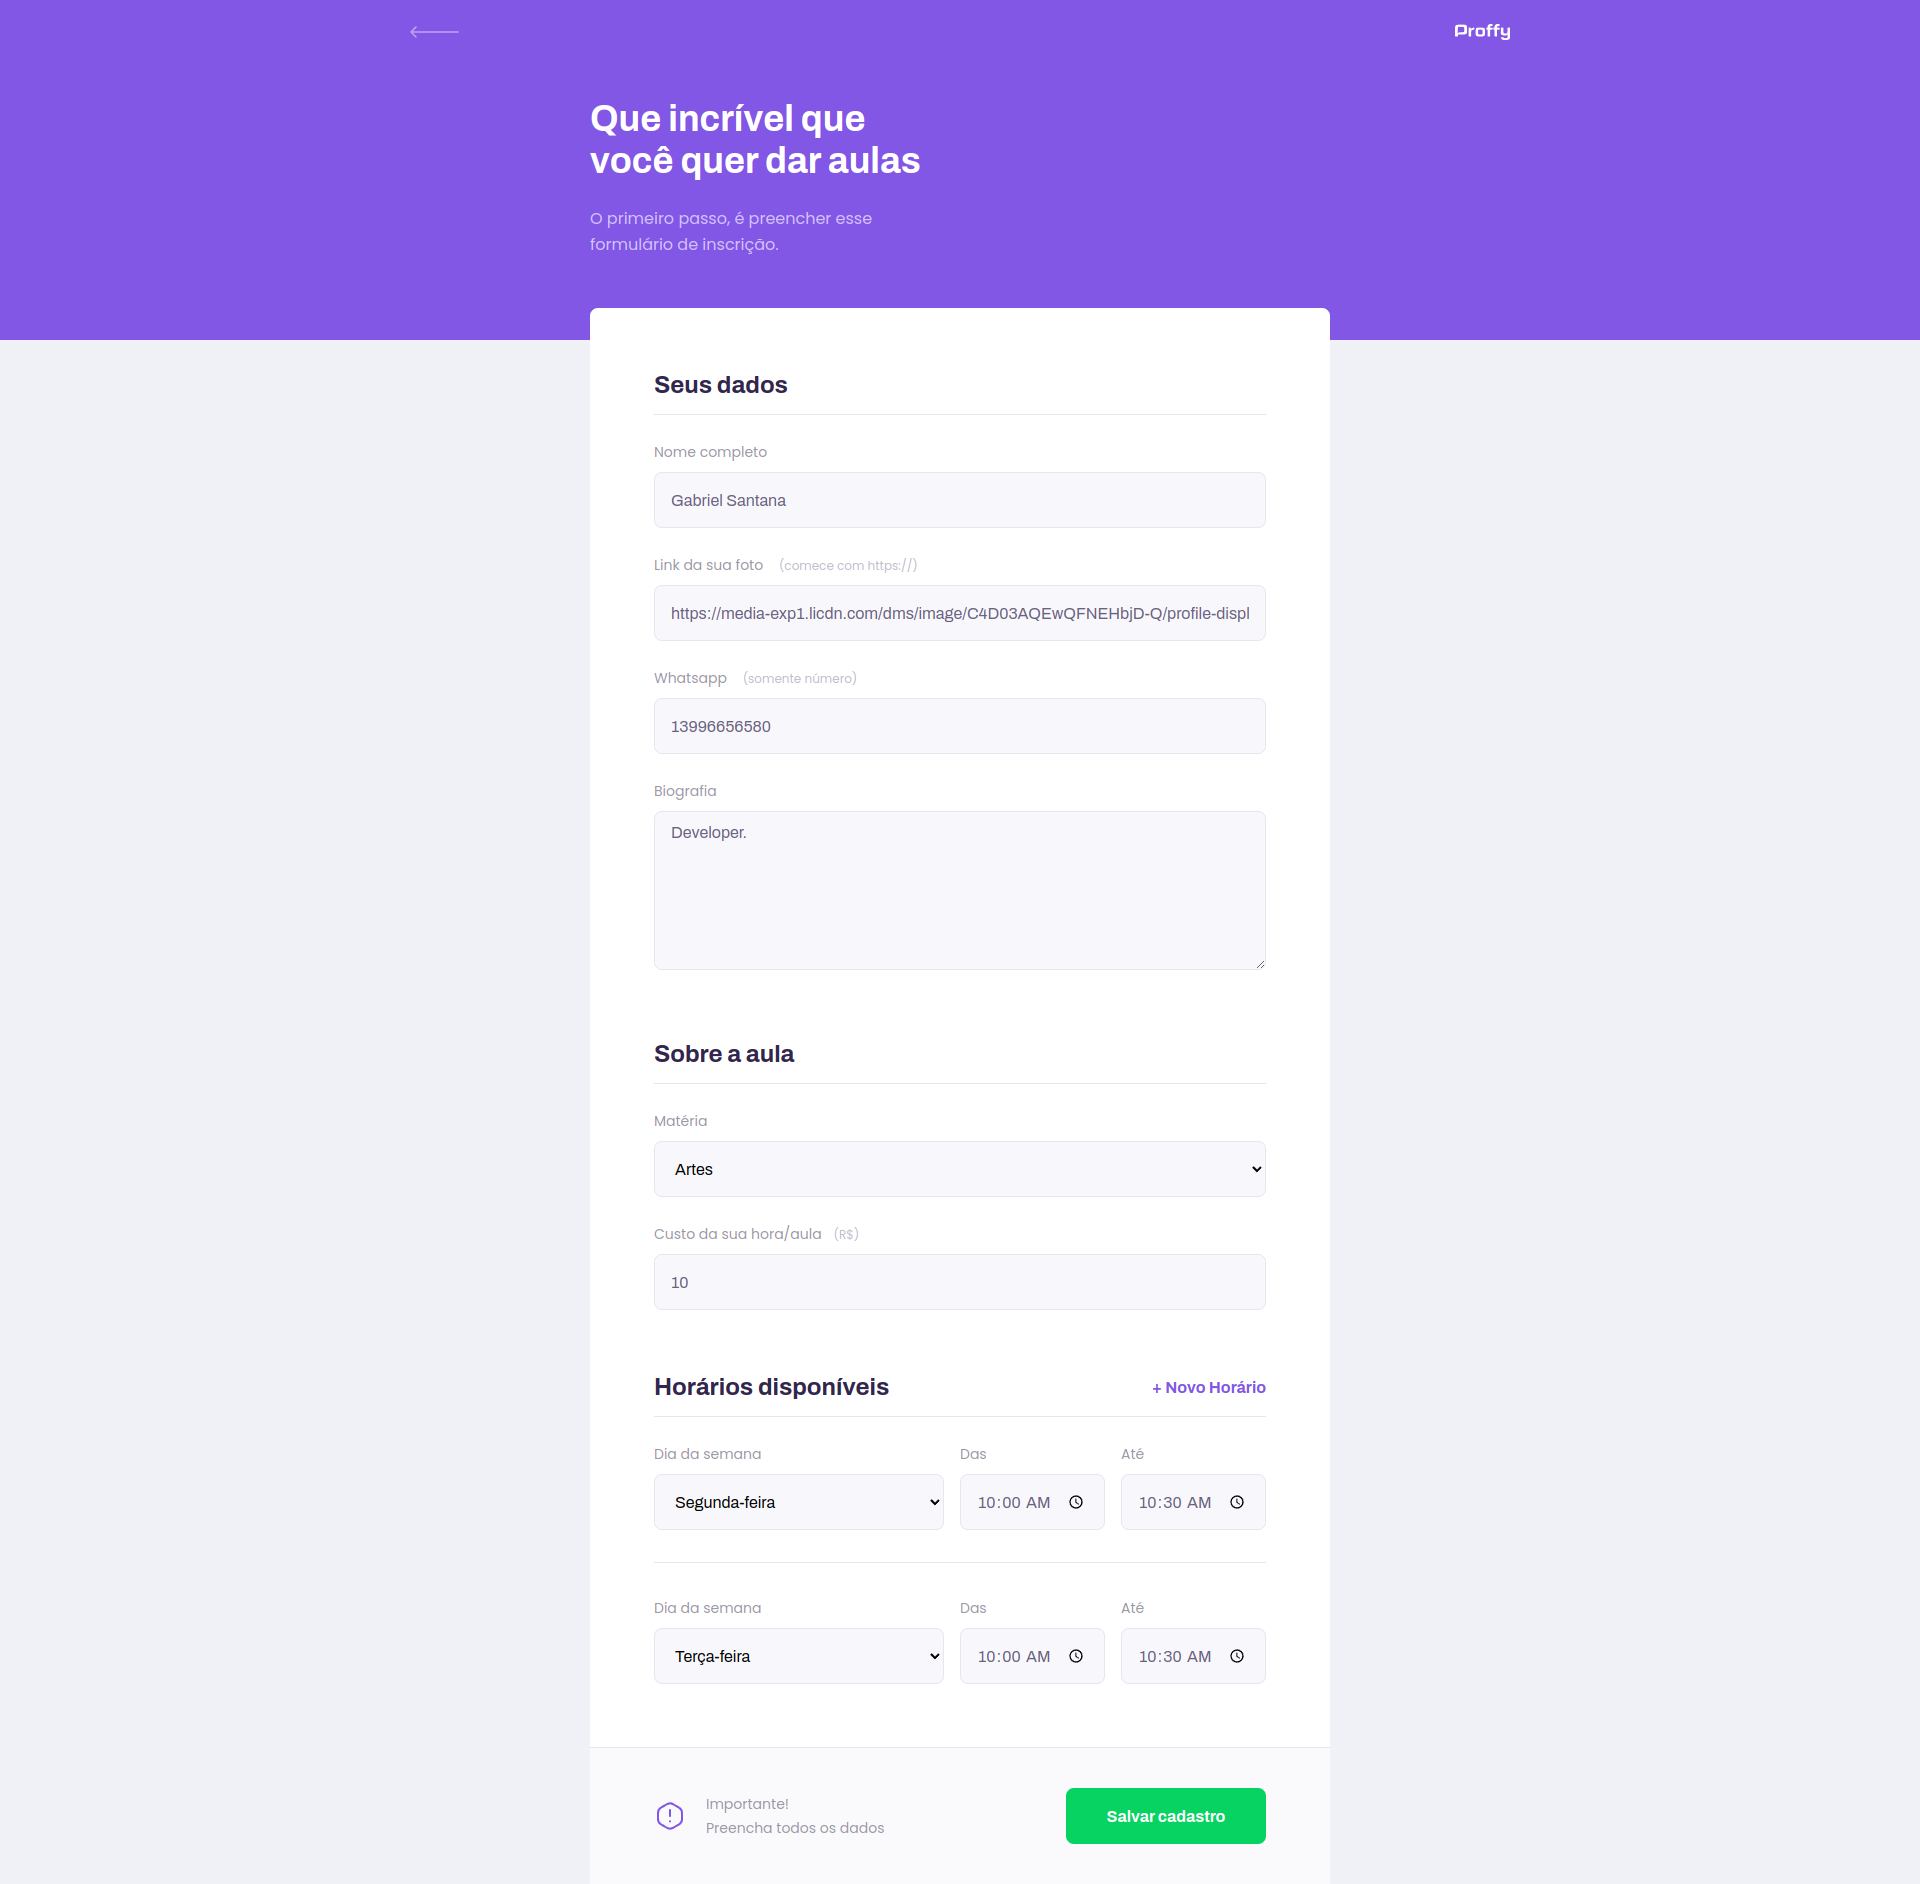 Proffy
Que incrível que
você quer dar aulas
O primeiro passo, é preencher esse
formulário de inscrição.
Seus dados
Nome completo
Gabriel Santana
Link da sua foto (comece com https://)
https://media-exp1.licdn.com/dms/image/C4D03AQEwQFNEHbjD-Q/profile-displ
Whatsapp (somente número)
13996656580
Biografia
Developer.
Sobre a aula
Matéria
Artes
Custo da sua hora/aula (R$)
10
Horários disponíveis + Novo Horário
Dia da semana Das Até
Segunda-feira 10:00 AM 10:30 AM
Dia da semana Das Até
Terça-feira 10:00 AM 10:30 AM
Importante!
Preencha todos os dados
Salvar cadastro